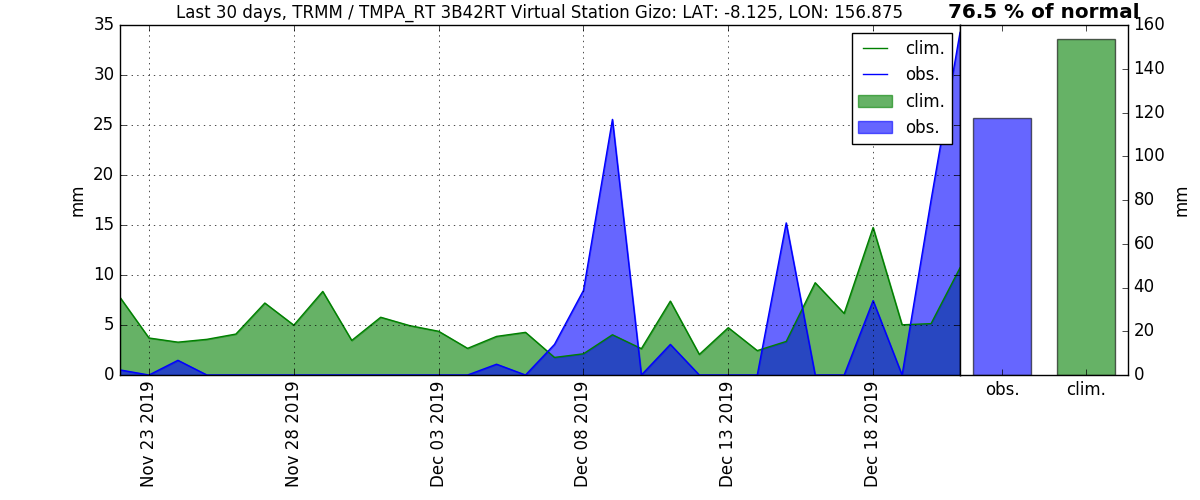 Last 30 days, TRMM / TMPA_RT 3B42RT Virtual Station Gizo: LAT: -8.125, LON: 156.875
76.5 % of normal
35
30
25
20
15
10
5
0
mm
clim.
obs.
clim.
obs.
160
140
120
100
80
60
40
20
0
mm
obs.
clim.
Nov 23 2019
Nov 28 2019
Dec 03 2019
Dec 08 2019
Dec 13 2019
Dec 18 2019